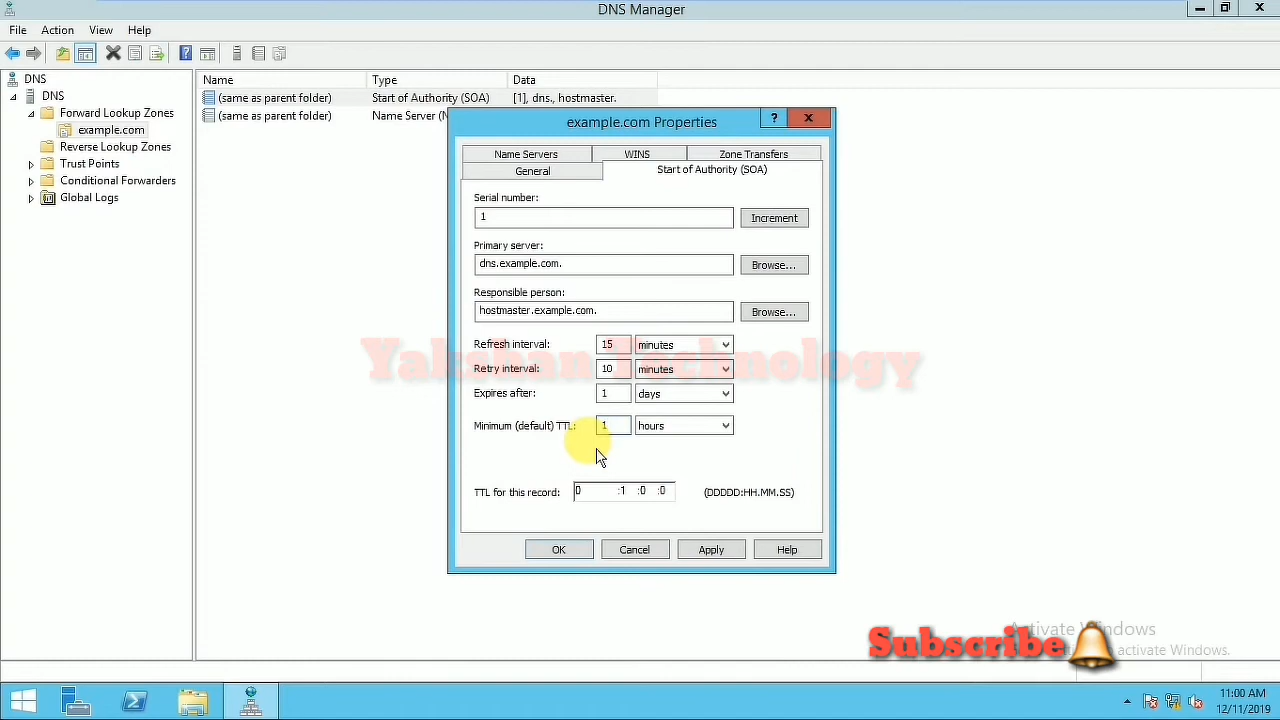 DNS Manager
File Action View Help
DNS
DNS
Forward Lookup Zones
example.com
Reverse Lookup Zones
Trust Points
Conditional Forwarders
Global Logs
Name Type Data
(same as parent folder) Start of Authority (SOA) [1], dns., hostmaster.
(same as parent folder) Name Server (N
example.com Properties
Name Servers WINS Zone Transfers
General Start of Authority (SOA)
Serial number:
1 Increment
Primary server:
dns.example.com. Browse...
Responsible person:
hostmaster.example.com. Browse...
Refresh interval: 15 minutes
Yakshan Technology
Retry interval: 10 minutes
Expires after: 1 days
Minimum (default) TTL: 1 hours
TTL for this record: 0 :1 :0 :0 (DDDDD:HH.MM.SS)
OK Cancel Apply Help
Activate Windows
Subscribe
activate Windows.
11:00 AM
12/11/2019